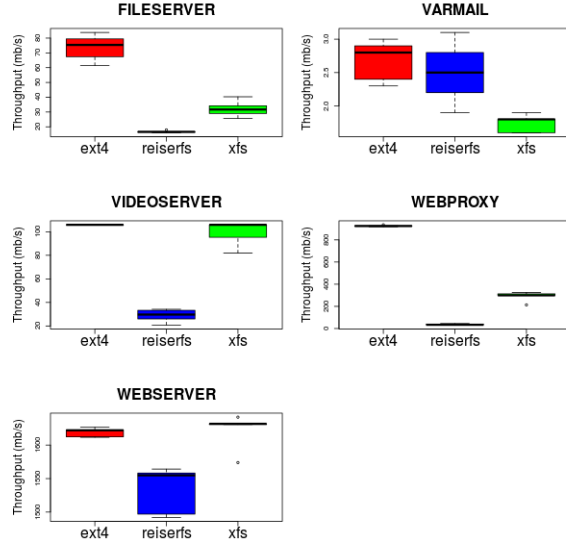 FILESERVER
Throughput (mb/s)
20 30 40 50 60 70 80
ext4 reiserfs xfs
VARMAIL
Throughput (mb/s)
2.0 2.5 3.0
ext4 reiserfs xfs
VIDEOSERVER
Throughput (mb/s)
20 40 60 80 100
ext4 reiserfs xfs
WEBPROXY
Throughput (mb/s)
0 200 400 600 800
ext4 reiserfs xfs
WEBSERVER
Throughput (mb/s)
1500 1550 1600
ext4 reiserfs xfs